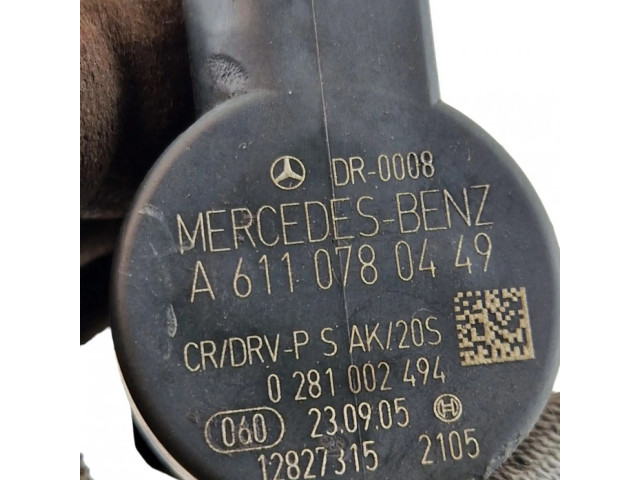 DR-0008
MERCEDES-BENZ
A 611 078 04 49
CR/DRV-P S AK/20S
0 281 002 494
060 23.09.05
12827315 2105